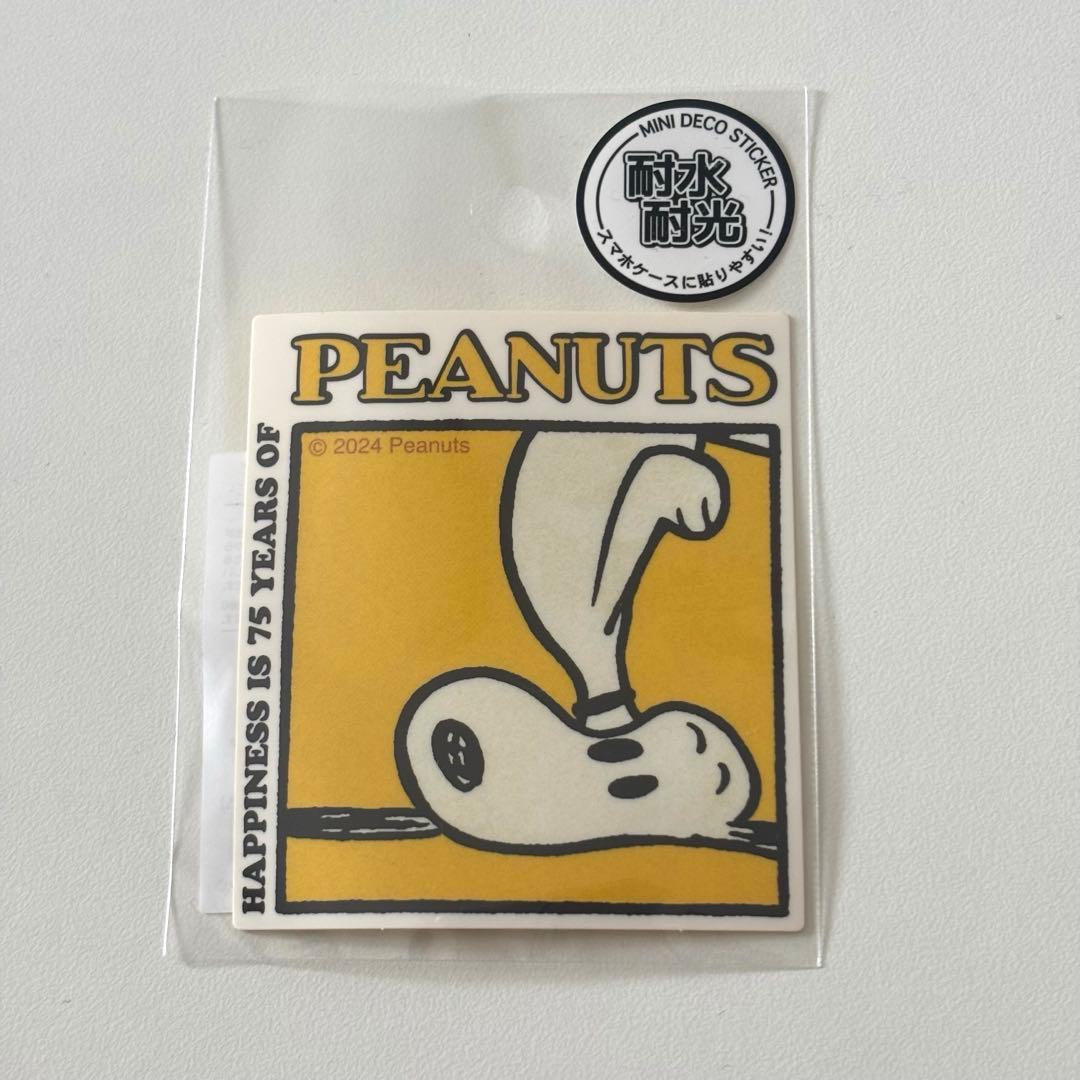 MINI DECO STICKER
耐水
耐光
スマホケースに貼りやすい!
PEANUTS
© 2024 Peanuts
HAPPINESS IS 75 YEARS OF